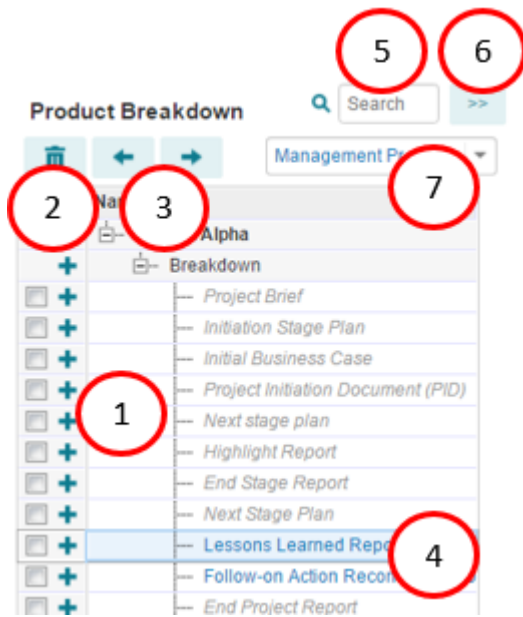 5 6
Product Breakdown Search >>
Management Pr
7
2 3
Alpha
Breakdown
Project Brief
Initiation Stage Plan
Initial Business Case
Project Initiation Document (PID)
1 Next stage plan
Highlight Report
End Stage Report
Next Stage Plan
Lessons Learned Repo
4
Follow-on Action Recon
End Project Report